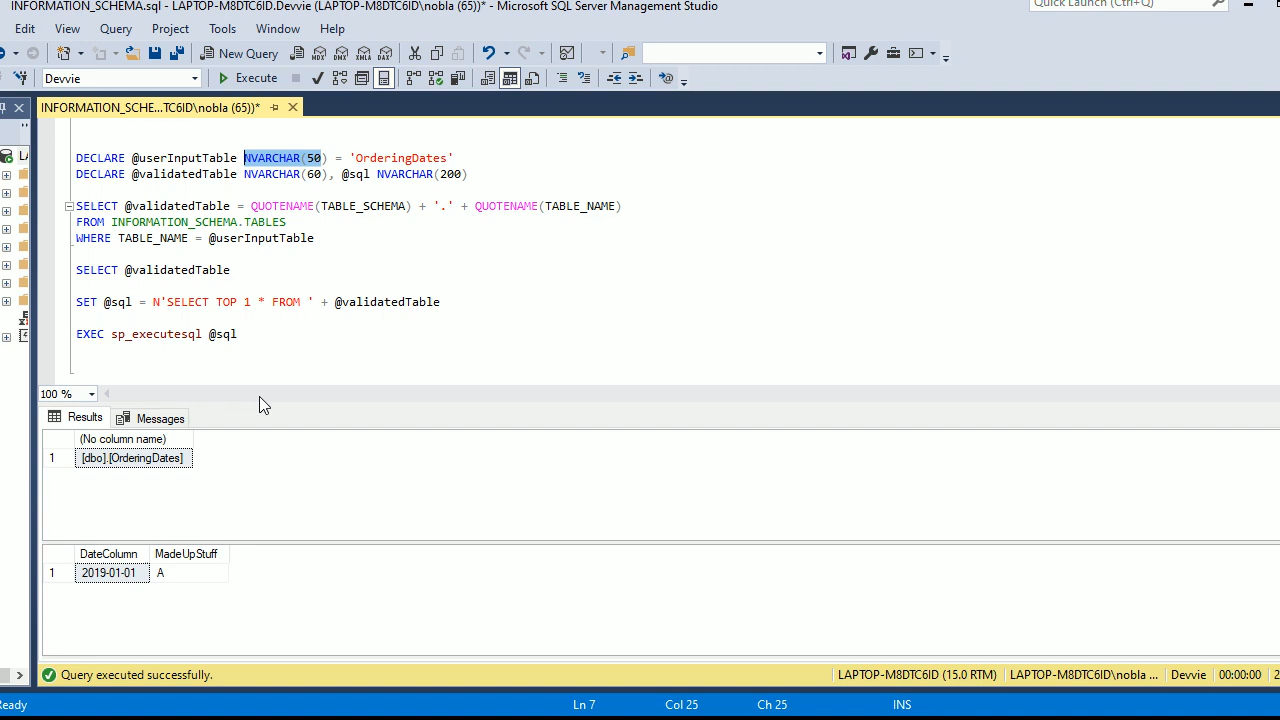 INFORMATION_SCHEMA.sql - LAPTOP-M8DTC6ID.Devvie (LAPTOP-M8DTC6ID\nobla (65))* - Microsoft SQL Server Management Studio
Quick Launch (Ctrl+Q)
Edit View Query Project Tools Window Help
New Query MDX DMX XMLA DAX
Devvie Execute
INFORMATION_SCHE...TC6ID\nobla (65))*
DECLARE @userInputTable NVARCHAR(50) = 'OrderingDates'
DECLARE @validatedTable NVARCHAR(60), @sql NVARCHAR(200)
SELECT @validatedTable = QUOTENAME(TABLE_SCHEMA) + '.' + QUOTENAME(TABLE_NAME)
FROM INFORMATION_SCHEMA.TABLES
WHERE TABLE_NAME = @userInputTable
SELECT @validatedTable
SET @sql = N'SELECT TOP 1 * FROM ' + @validatedTable
EXEC sp_executesql @sql
100 %
Results Messages
(No column name)
1 [dbo].[OrderingDates]
DateColumn MadeUpStuff
1 2019-01-01 A
Query executed successfully. LAPTOP-M8DTC6ID (15.0 RTM) LAPTOP-M8DTC6ID\nobla ... Devvie 00:00:00 2
Ready Ln 7 Col 25 Ch 25 INS